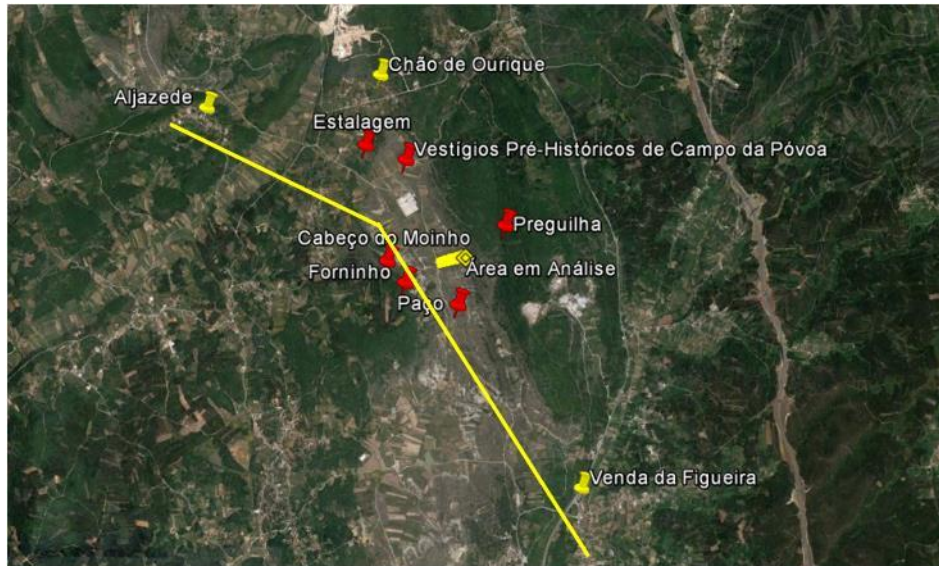 Chão de Ourique
Aljazede
Estalagem
Vestígios Pré-Históricos de Campo da Póvoa
Preguilha
Cabeço do Moinho
Forninho
Área em Análise
Paço
Venda da Figueira